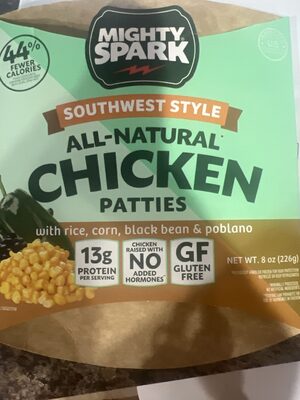 MIGHTY
SPARK
44%
FEWER
CALORIES
SOUTHWEST STYLE
ALL-NATURAL
CHICKEN
PATTIES
with rice, corn, black bean & poblano
13g
PROTEIN
PER SERVING
CHICKEN
RAISED WITH
NO
ADDED
HORMONES
GF
GLUTEN
FREE
NET WT. 8 oz (226g)